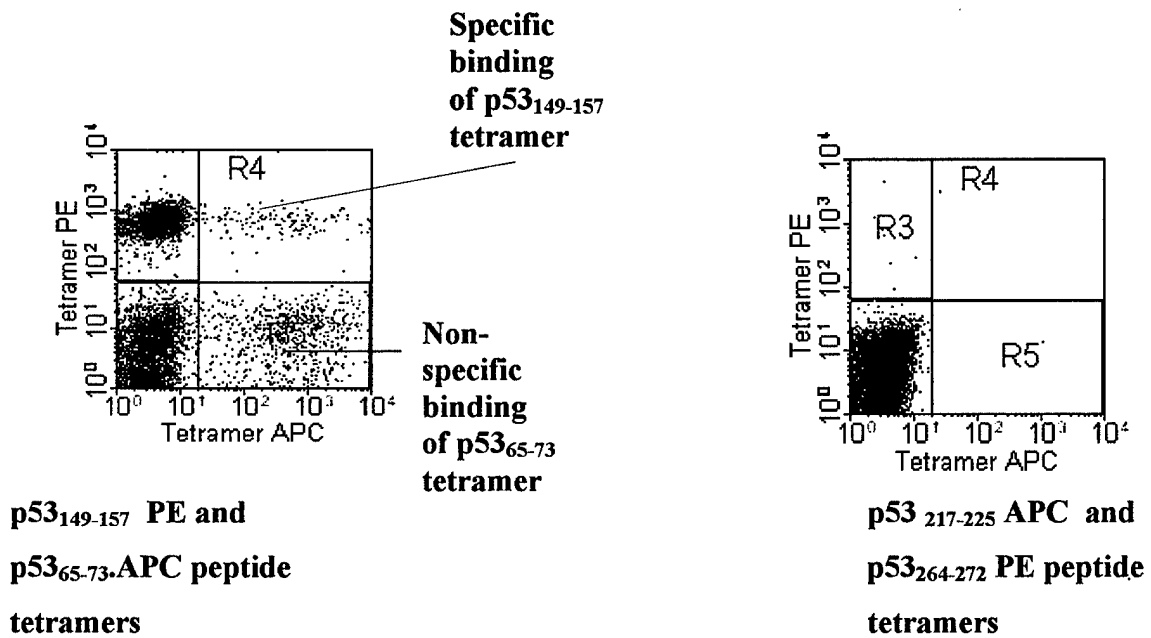 Specific
binding
of p53149-157
tetramer
10⁴
10³
10²
10¹
10⁰
Tetramer PE
R4
10⁰ 10¹ 10² 10³ 10⁴
Tetramer APC
Non-
specific
binding
of p5365-73
tetramer
p53149-157 PE and
p5365-73.APC peptide
tetramers
10⁴
10³
10²
10¹
10⁰
Tetramer PE
R3
R4
R5
10⁰ 10¹ 10² 10³ 10⁴
Tetramer APC
p53 217-225 APC and
p53264-272 PE peptide
tetramers